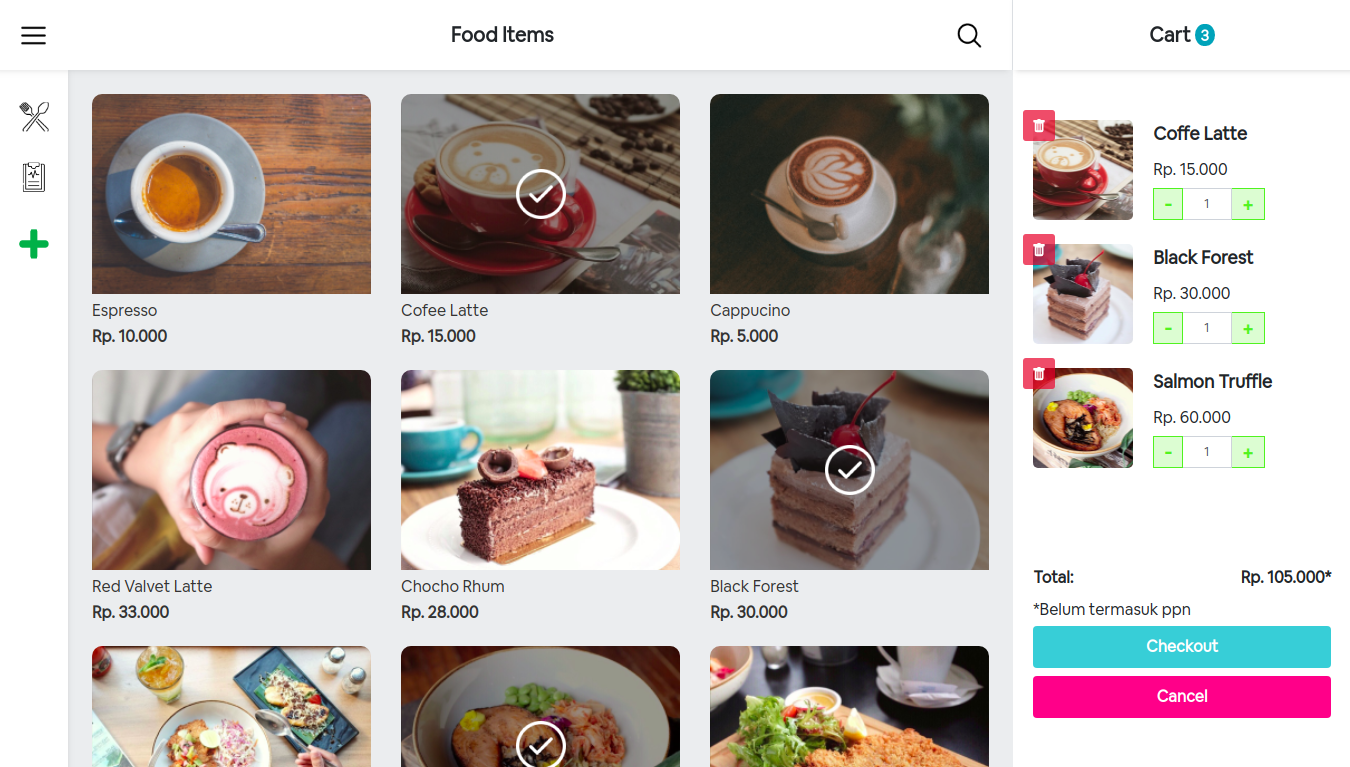 Food Items
Cart 3
Espresso
Rp. 10.000
Cofee Latte
Rp. 15.000
Cappucino
Rp. 5.000
Red Valvet Latte
Rp. 33.000
Chocho Rhum
Rp. 28.000
Black Forest
Rp. 30.000
Coffe Latte
Rp. 15.000
- 1 +
Black Forest
Rp. 30.000
- 1 +
Salmon Truffle
Rp. 60.000
- 1 +
Total: Rp. 105.000*
*Belum termasuk ppn
Checkout
Cancel